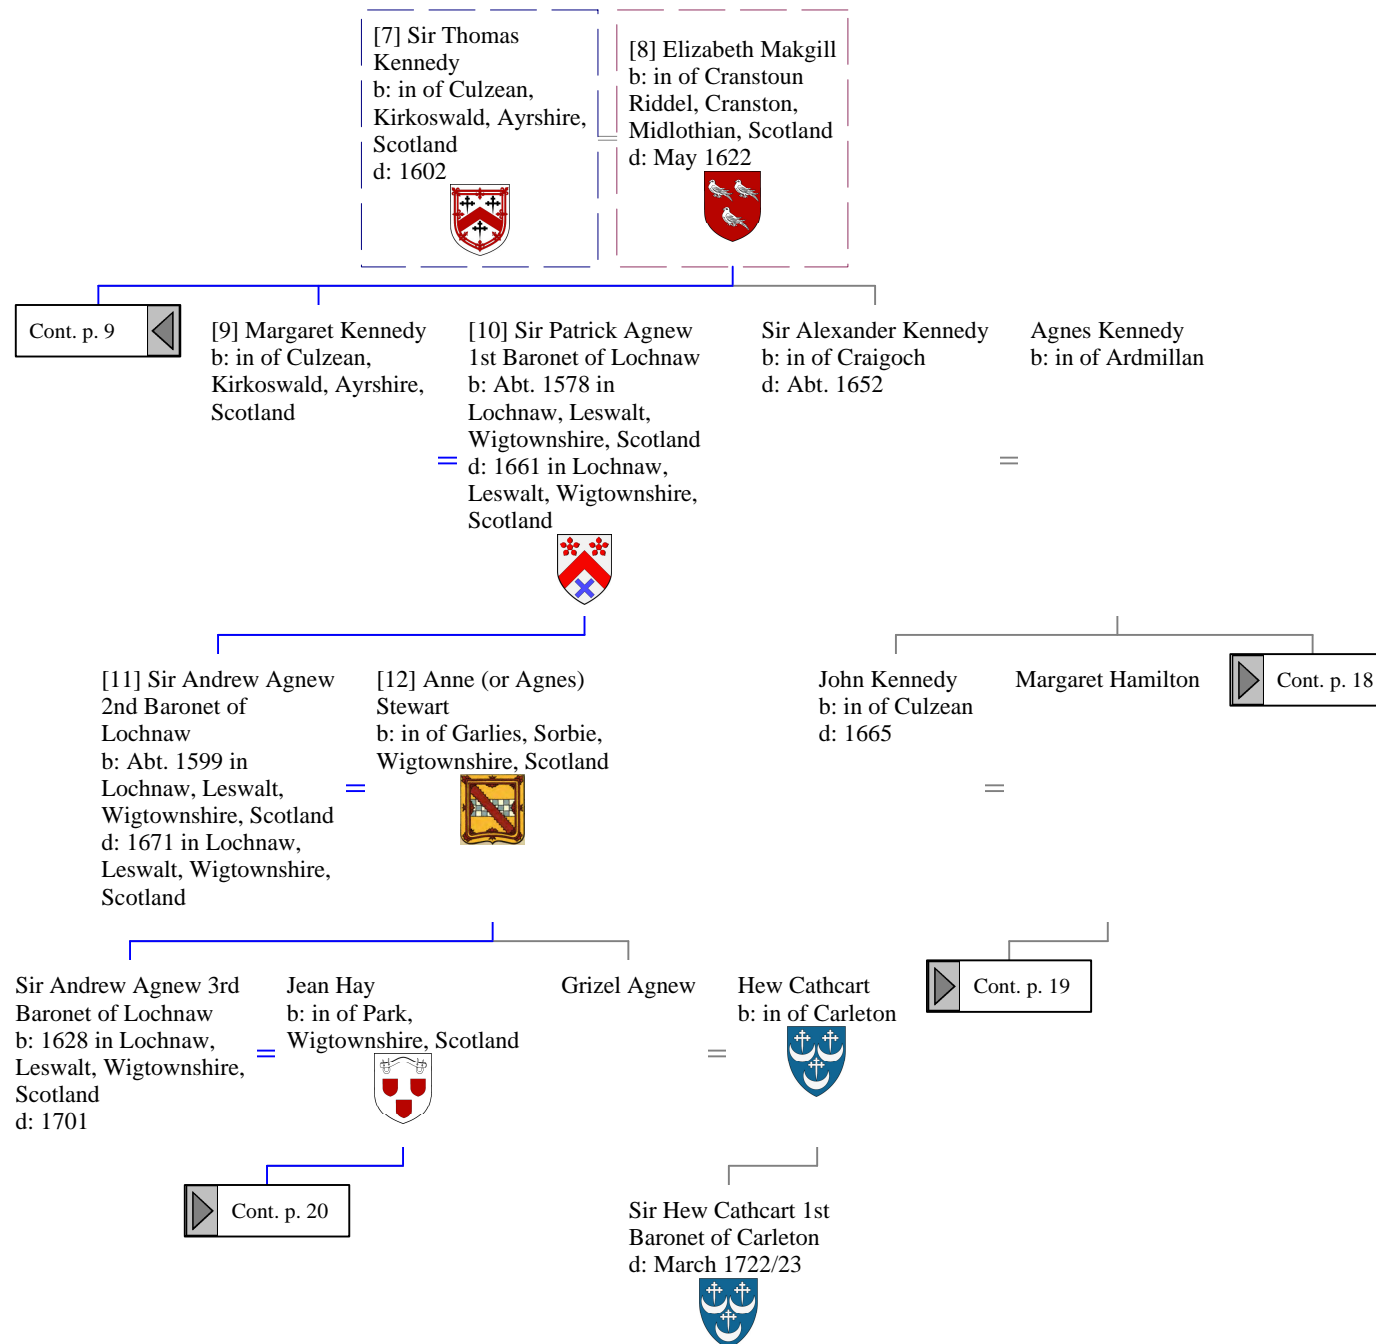 [7] Sir Thomas
Kennedy
b: in of Culzean,
Kirkoswald, Ayrshire,
Scotland
d: 1602
[8] Elizabeth Makgill
b: in of Cranstoun
Riddel, Cranston,
Midlothian, Scotland
d: May 1622
Cont. p. 9
[9] Margaret Kennedy
b: in of Culzean,
Kirkoswald, Ayrshire,
Scotland
[10] Sir Patrick Agnew
1st Baronet of Lochnaw
b: Abt. 1578 in
Lochnaw, Leswalt,
Wigtownshire, Scotland
d: 1661 in Lochnaw,
Leswalt, Wigtownshire,
Scotland
Sir Alexander Kennedy
b: in of Craigoch
d: Abt. 1652
Agnes Kennedy
b: in of Ardmillan
[11] Sir Andrew Agnew
2nd Baronet of
Lochnaw
b: Abt. 1599 in
Lochnaw, Leswalt,
Wigtownshire, Scotland
d: 1671 in Lochnaw,
Leswalt, Wigtownshire,
Scotland
[12] Anne (or Agnes)
Stewart
b: in of Garlies, Sorbie,
Wigtownshire, Scotland
John Kennedy
b: in of Culzean
d: 1665
Margaret Hamilton
Cont. p. 18
Sir Andrew Agnew 3rd
Baronet of Lochnaw
b: 1628 in Lochnaw,
Leswalt, Wigtownshire,
Scotland
d: 1701
Jean Hay
b: in of Park,
Wigtownshire, Scotland
Grizel Agnew
Hew Cathcart
b: in of Carleton
Cont. p. 19
Cont. p. 20
Sir Hew Cathcart 1st
Baronet of Carleton
d: March 1722/23